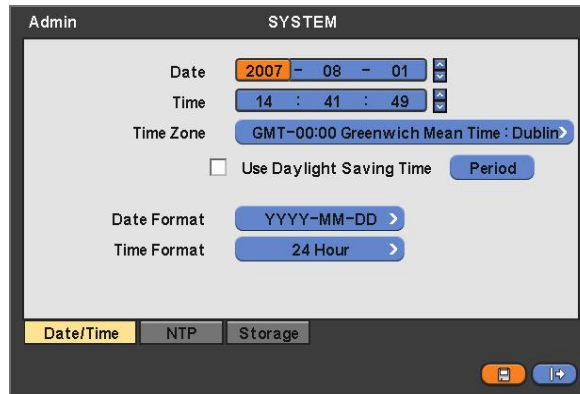 Admin SYSTEM
Date 2007 - 08 - 01
Time 14 : 41 : 49
Time Zone GMT-00:00 Greenwich Mean Time : Dublin
Use Daylight Saving Time Period
Date Format YYYY-MM-DD
Time Format 24 Hour
Date/Time NTP Storage